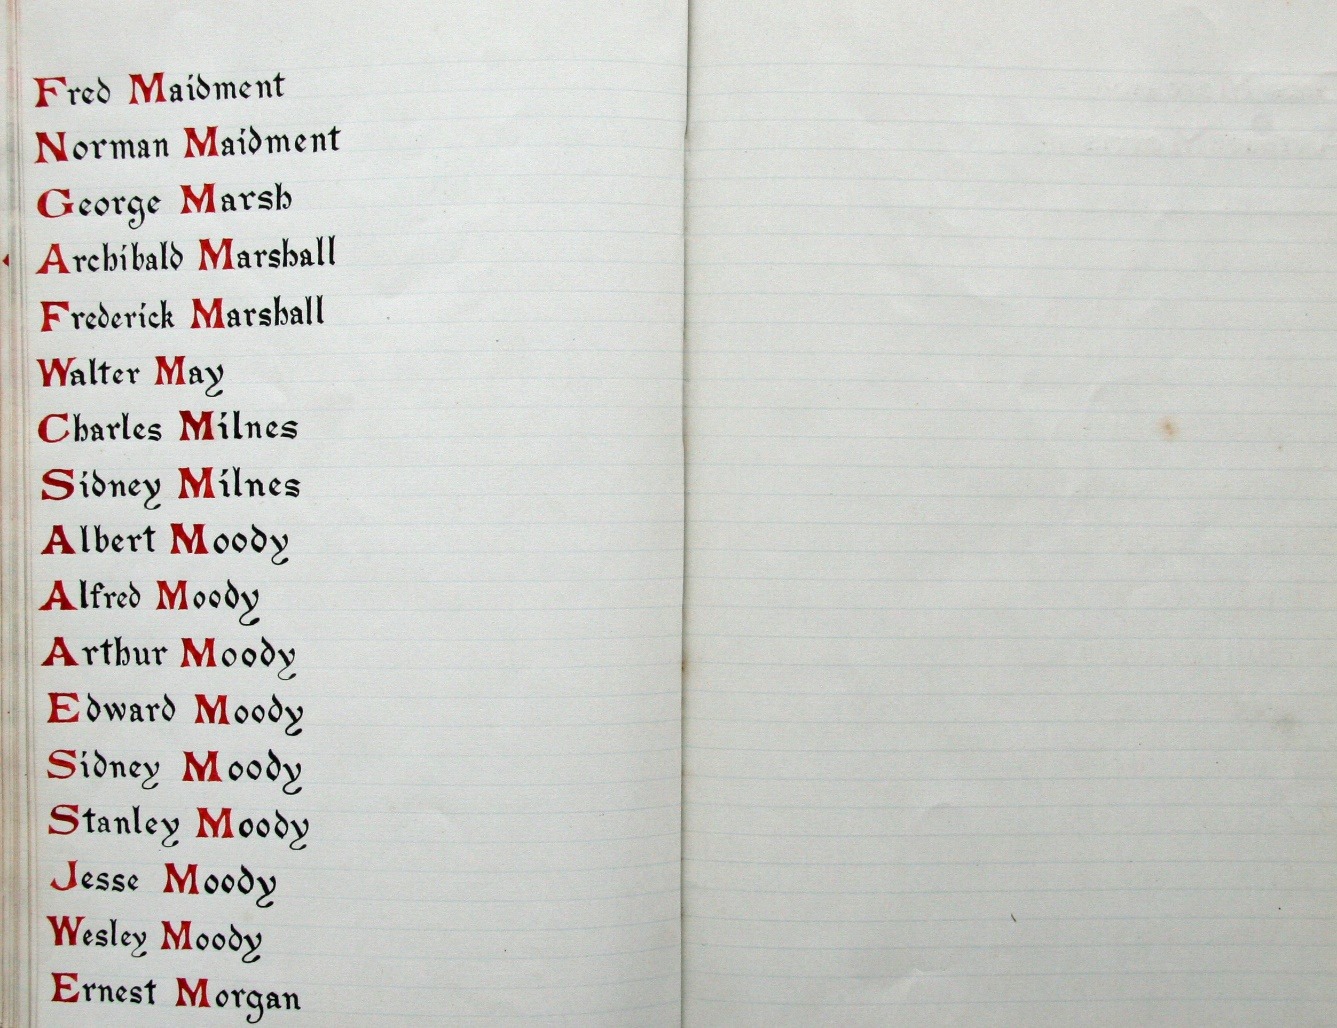 Fred Maidment
Norman Maidment
George Marsh
Archibald Marshall
Frederick Marshall
Walter May
Charles Milnes
Sidney Milnes
Albert Moody
Alfred Moody
Arthur Moody
Edward Moody
Sidney Moody
Stanley Moody
Jesse Moody
Wesley Moody
Ernest Morgan